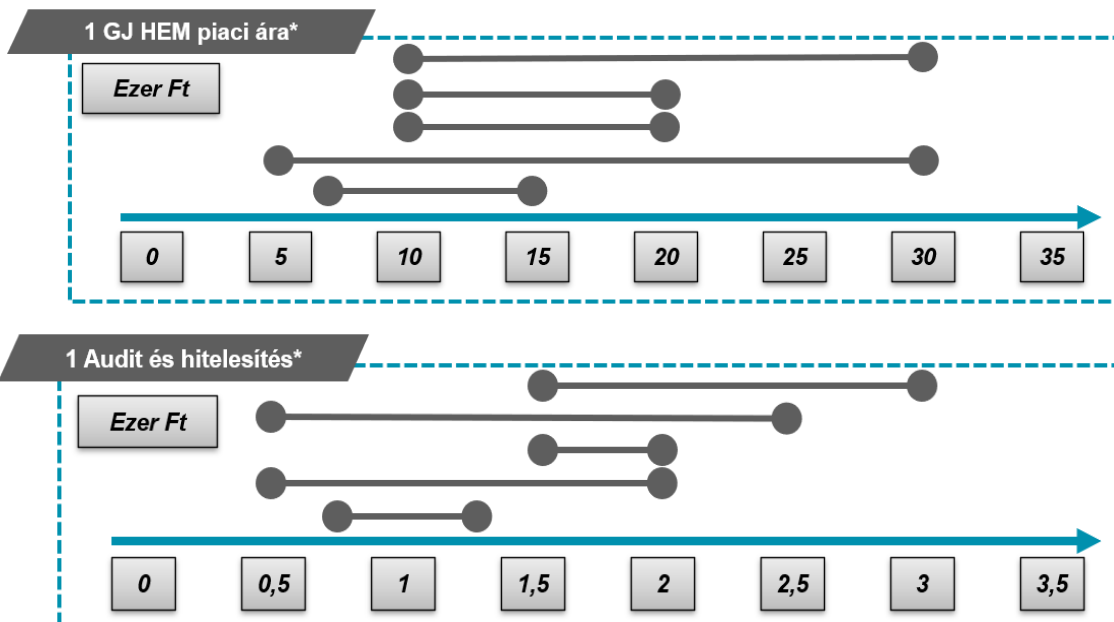 1 GJ HEM piaci ára*
Ezer Ft
0 5 10 15 20 25 30 35
1 Audit és hitelesítés*
Ezer Ft
0 0,5 1 1,5 2 2,5 3 3,5